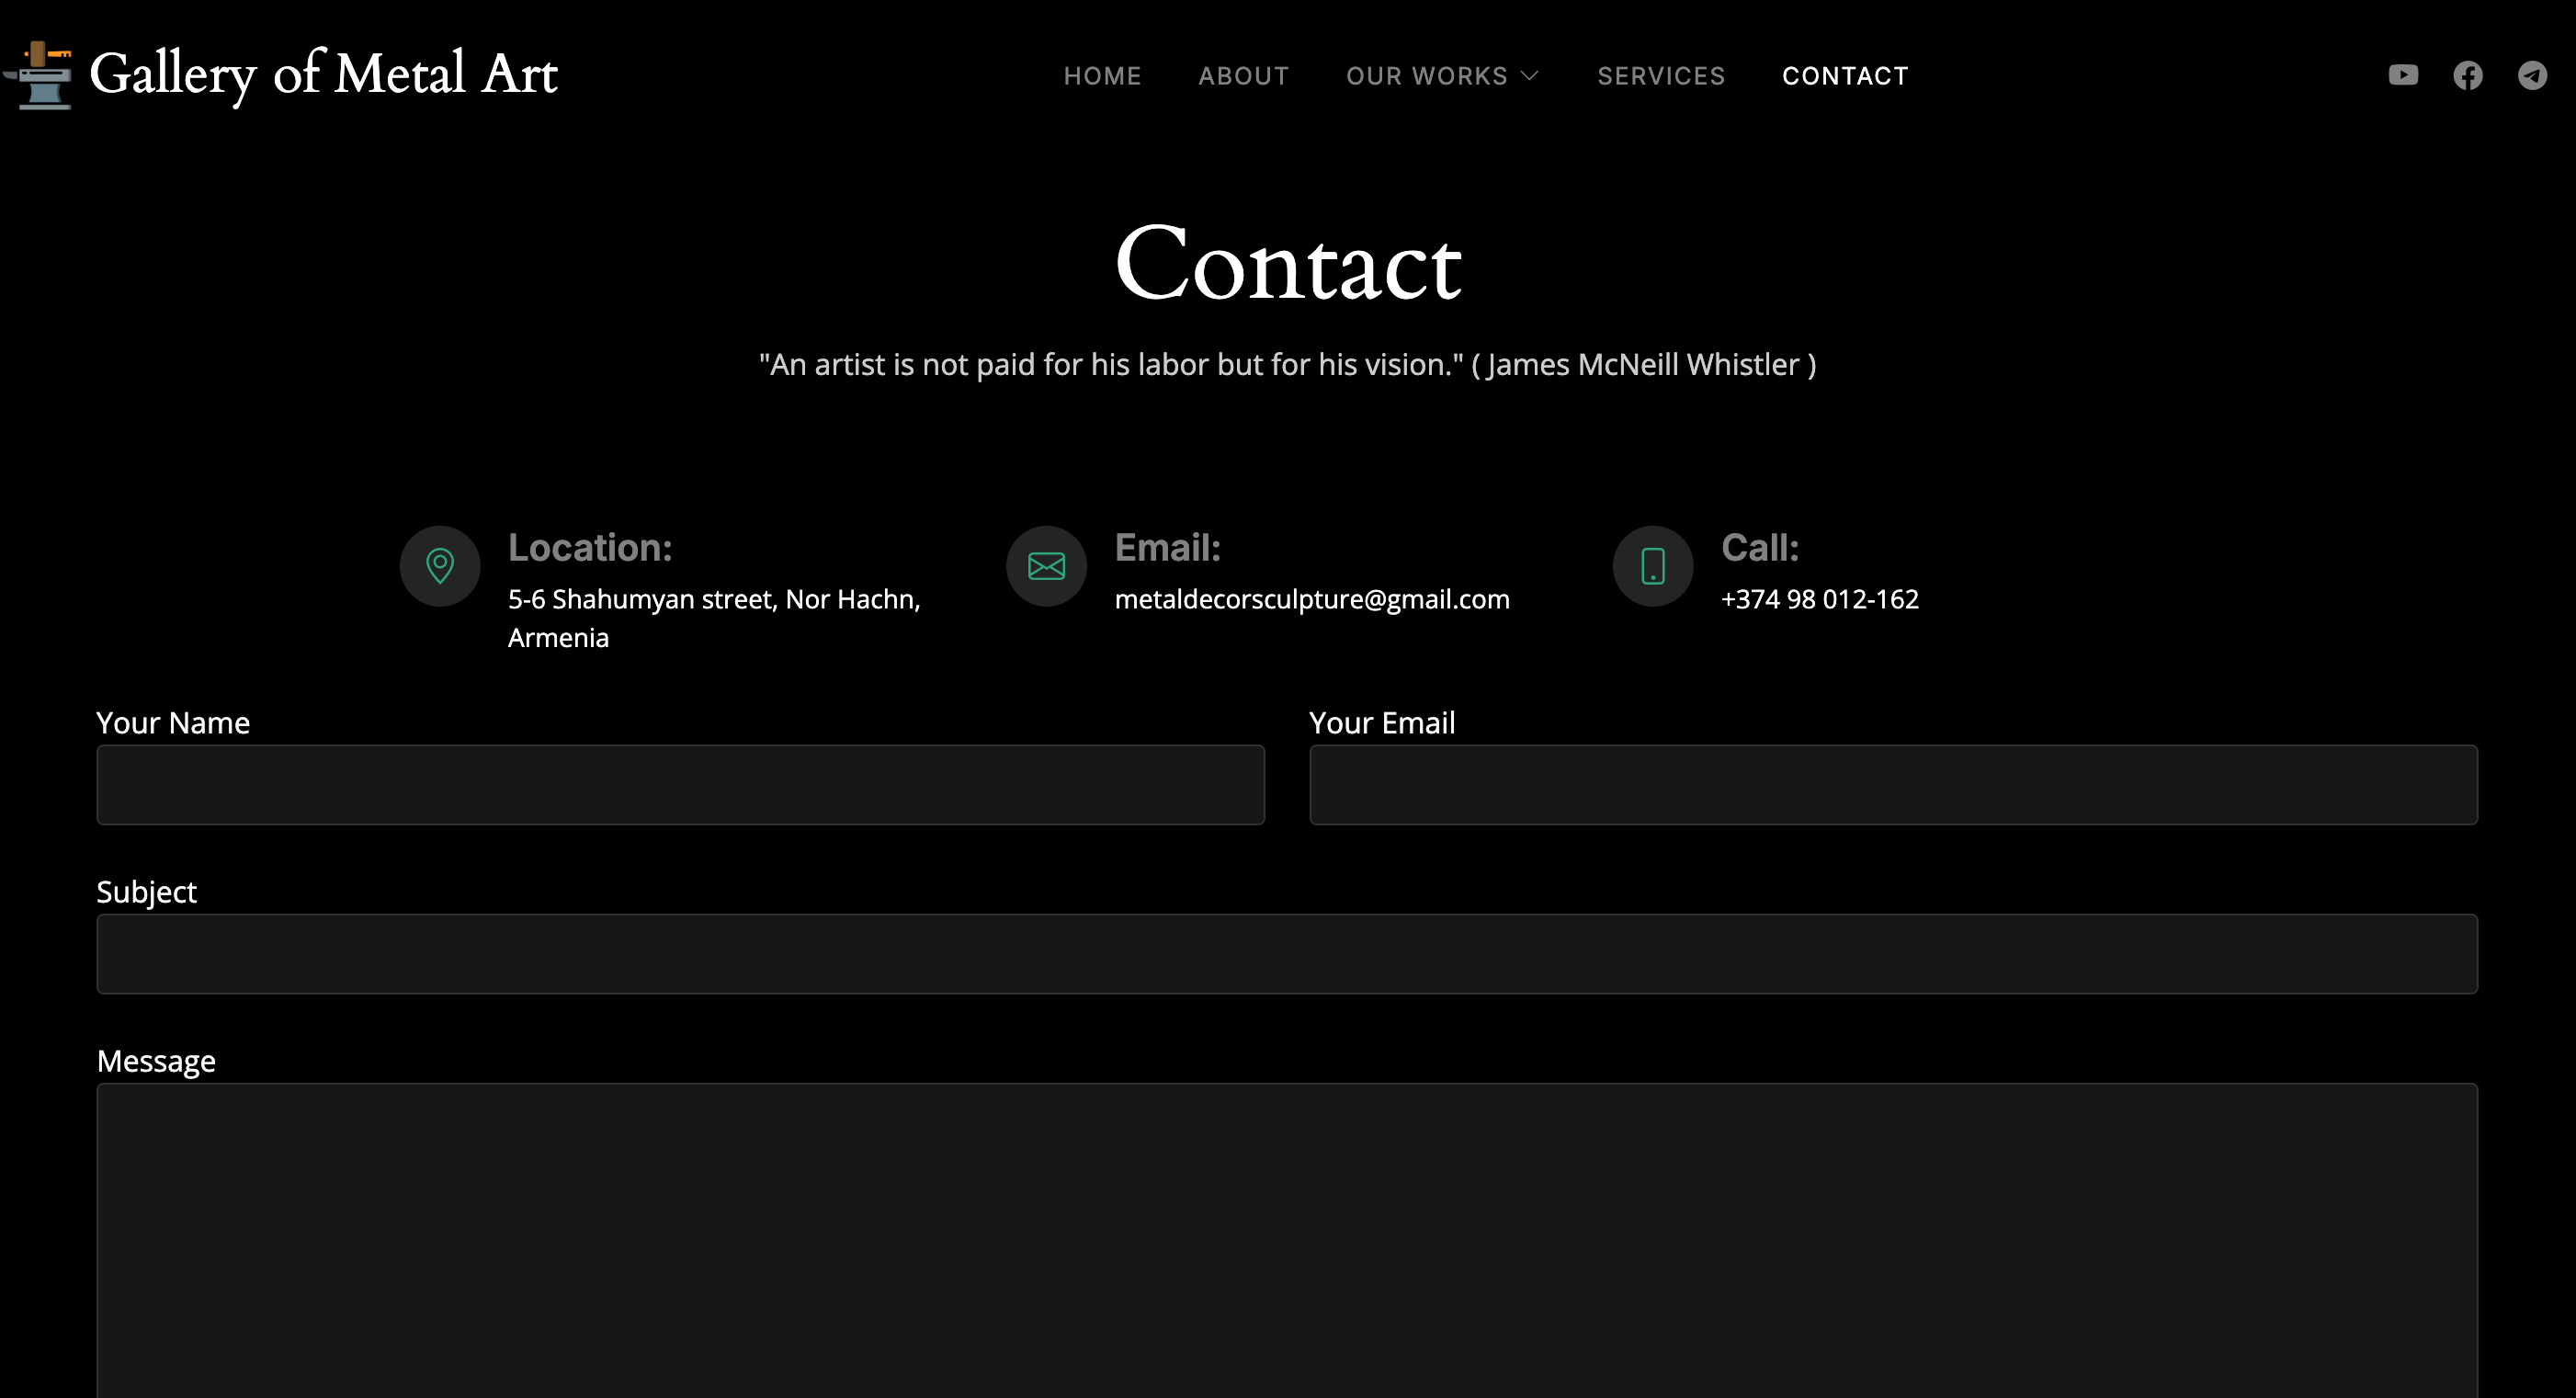 Gallery of Metal Art
HOME
ABOUT
OUR WORKS
SERVICES
CONTACT
Contact
"An artist is not paid for his labor but for his vision." ( James McNeill Whistler )
Location:
5-6 Shahumyan street, Nor Hachn,
Armenia
Email:
metaldecorsculpture@gmail.com
Call:
+374 98 012-162
Your Name
Your Email
Subject
Message